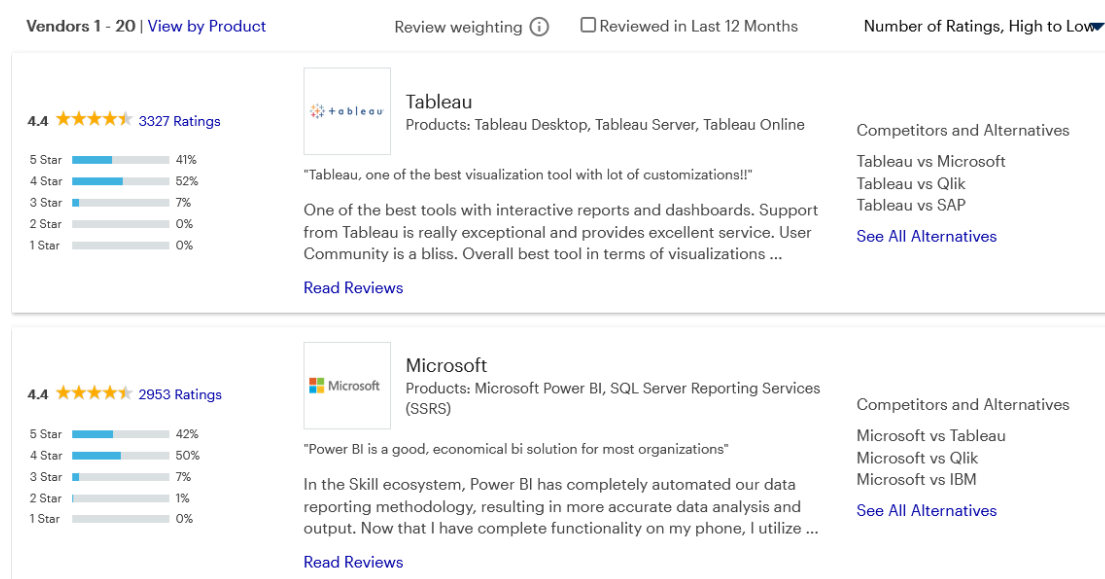 Vendors 1 - 20 | View by Product
Review weighting
Reviewed in Last 12 Months
Number of Ratings, High to Low
4.4
3327 Ratings
5 Star 41%
4 Star 52%
3 Star 7%
2 Star 0%
1 Star 0%
+ableau
Tableau
Products: Tableau Desktop, Tableau Server, Tableau Online
"Tableau, one of the best visualization tool with lot of customizations!!"
One of the best tools with interactive reports and dashboards. Support
from Tableau is really exceptional and provides excellent service. User
Community is a bliss. Overall best tool in terms of visualizations ...
Read Reviews
Competitors and Alternatives
Tableau vs Microsoft
Tableau vs Qlik
Tableau vs SAP
See All Alternatives
4.4
2953 Ratings
5 Star 42%
4 Star 50%
3 Star 7%
2 Star 1%
1 Star 0%
Microsoft
Microsoft
Products: Microsoft Power BI, SQL Server Reporting Services
(SSRS)
"Power BI is a good, economical bi solution for most organizations"
In the Skill ecosystem, Power BI has completely automated our data
reporting methodology, resulting in more accurate data analysis and
output. Now that I have complete functionality on my phone, I utilize ...
Read Reviews
Competitors and Alternatives
Microsoft vs Tableau
Microsoft vs Qlik
Microsoft vs IBM
See All Alternatives